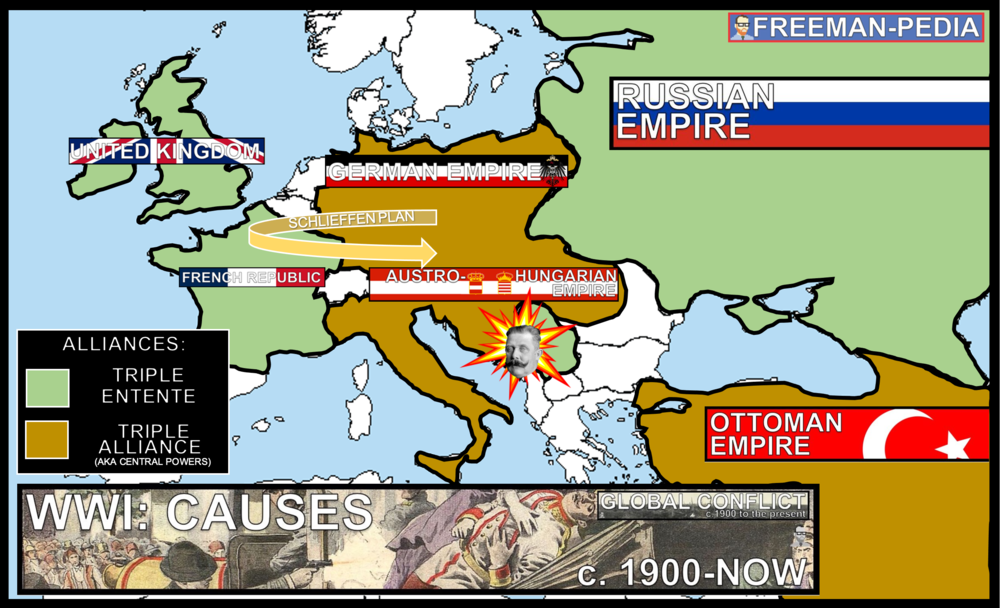 FREEMAN-PEDIA
RUSSIAN
EMPIRE
UNITED KINGDOM
GERMAN EMPIRE
SCHLIEFFEN PLAN
FRENCH REPUBLIC
AUSTRO-HUNGARIAN
EMPIRE
ALLIANCES:
TRIPLE
ENTENTE
TRIPLE
ALLIANCE
(AKA CENTRAL POWERS)
OTTOMAN
EMPIRE
WWI: CAUSES
GLOBAL CONFLICT
c. 1900 to the present
c. 1900-NOW